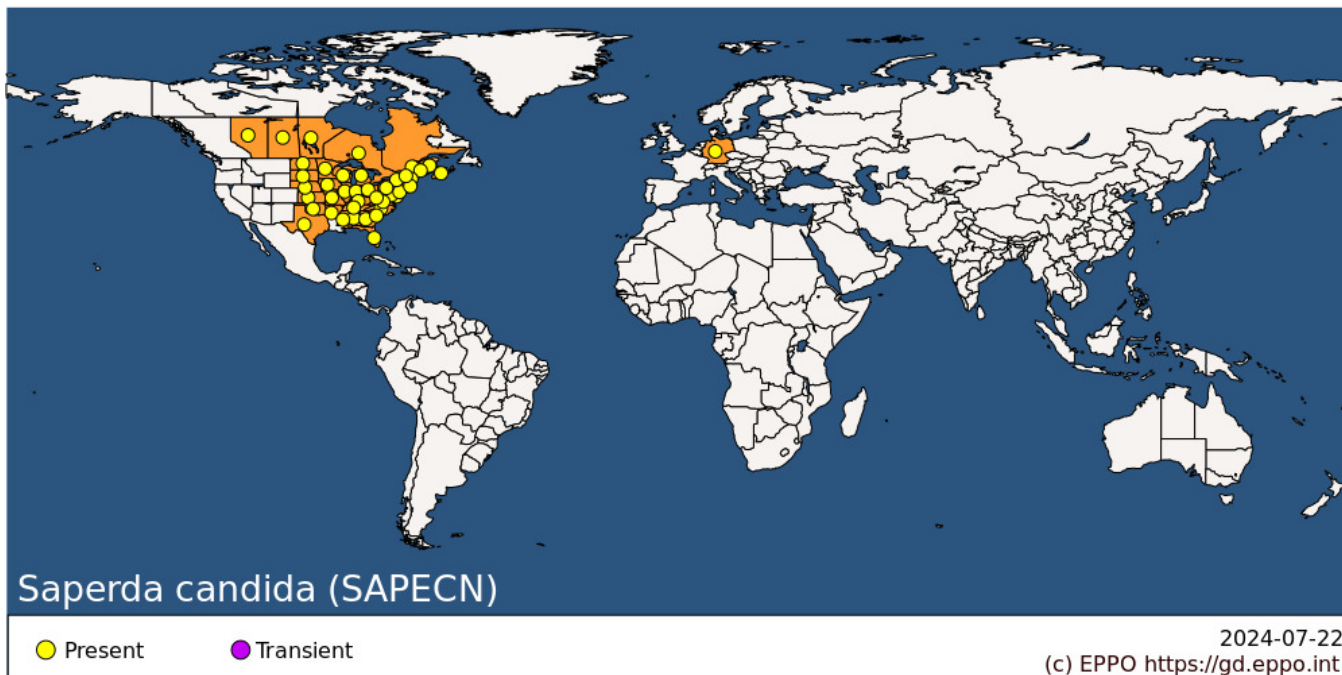 Saperda candida (SAPECN)
Present
Transient
2024-07-22
(c) EPPO https://gd.eppo.int